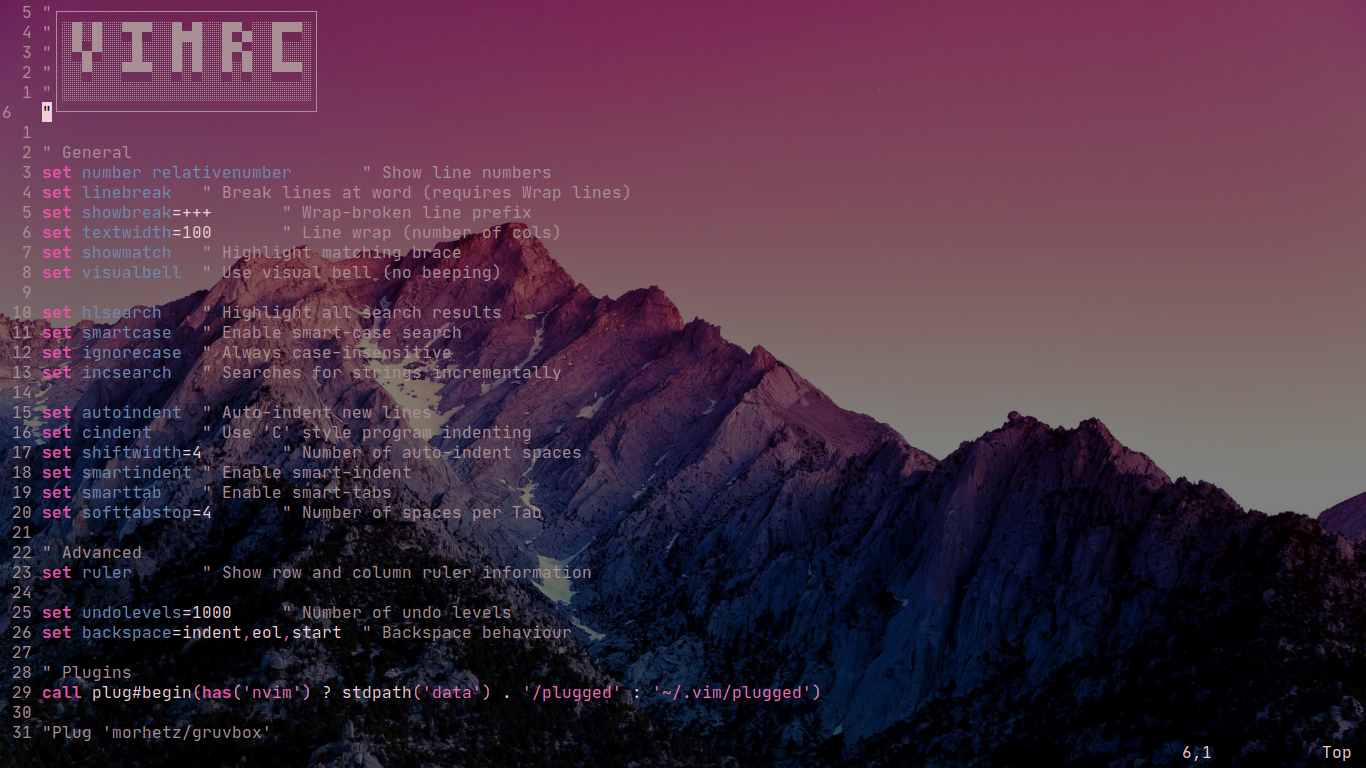 5 "
4 " VIMRC
3 "
2 "
1 "
6 "
1
2 " General
3 set number relativenumber " Show line numbers
4 set linebreak " Break lines at word (requires Wrap lines)
5 set showbreak=+++ " Wrap-broken line prefix
6 set textwidth=100 " Line wrap (number of cols)
7 set showmatch " Highlight matching brace
8 set visualbell " Use visual bell (no beeping)
9
10 set hlsearch " Highlight all search results
11 set smartcase " Enable smart-case search
12 set ignorecase " Always case-insensitive
13 set incsearch " Searches for strings incrementally
14
15 set autoindent " Auto-indent new lines
16 set cindent " Use 'C' style program indenting
17 set shiftwidth=4 " Number of auto-indent spaces
18 set smartindent " Enable smart-indent
19 set smarttab " Enable smart-tabs
20 set softtabstop=4 " Number of spaces per Tab
21
22 " Advanced
23 set ruler " Show row and column ruler information
24
25 set undolevels=1000 " Number of undo levels
26 set backspace=indent,eol,start " Backspace behaviour
27
28 " Plugins
29 call plug#begin(has('nvim') ? stdpath('data') . '/plugged' : '~/.vim/plugged')
30
31 "Plug 'morhetz/gruvbox'
6,1 Top